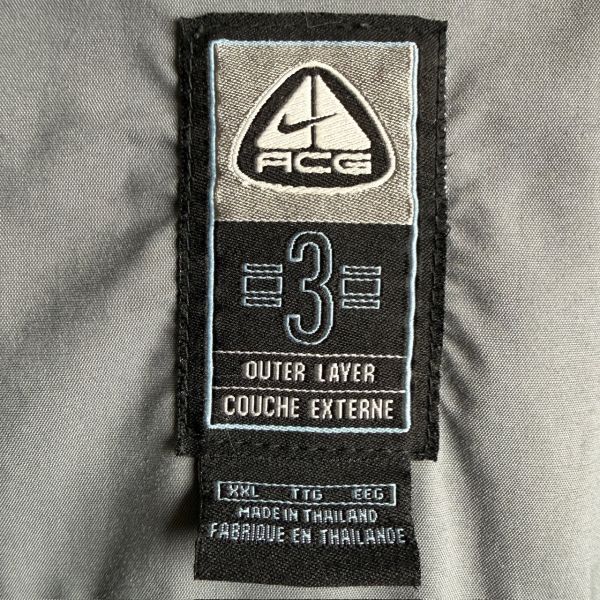 ACG
3
OUTER LAYER
COUCHE EXTERNE
XXL TTG EEG
MADE IN THAILAND
FABRIQUE EN THAILANDE